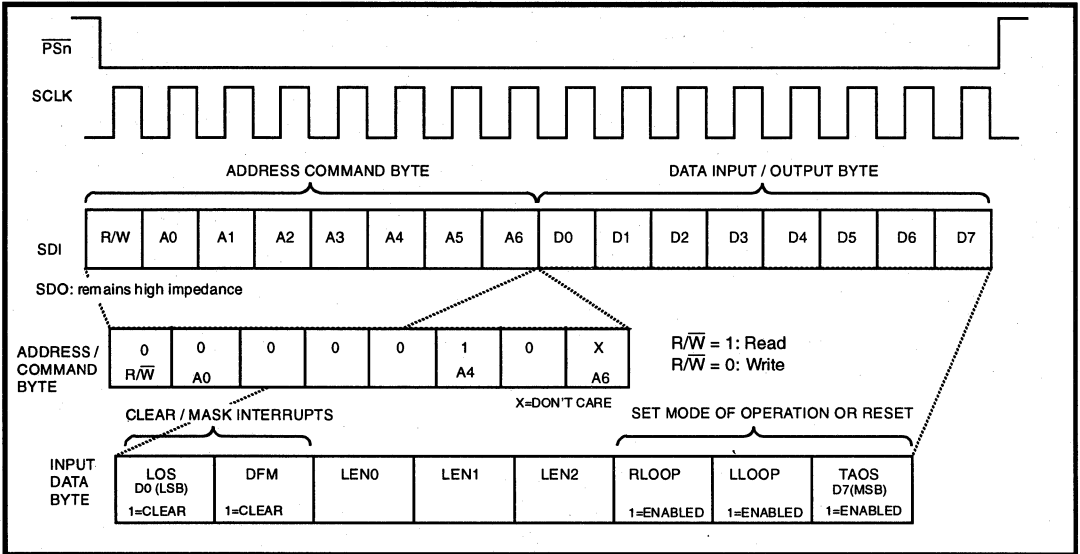 PSn
SCLK
ADDRESS COMMAND BYTE DATA INPUT / OUTPUT BYTE
SDI R/W A0 A1 A2 A3 A4 A5 A6 D0 D1 D2 D3 D4 D5 D6 D7
SDO: remains high impedance
ADDRESS / COMMAND BYTE
0 0 0 0 0 1 0 X
R/W A0 A4 A6
R/W = 1: Read
R/W = 0: Write
X=DON'T CARE
CLEAR / MASK INTERRUPTS SET MODE OF OPERATION OR RESET
INPUT DATA BYTE
LOS DFM LEN0 LEN1 LEN2 RLOOP LLOOP TAOS
D0 (LSB) D7(MSB)
1=CLEAR 1=CLEAR 1=ENABLED 1=ENABLED 1=ENABLED